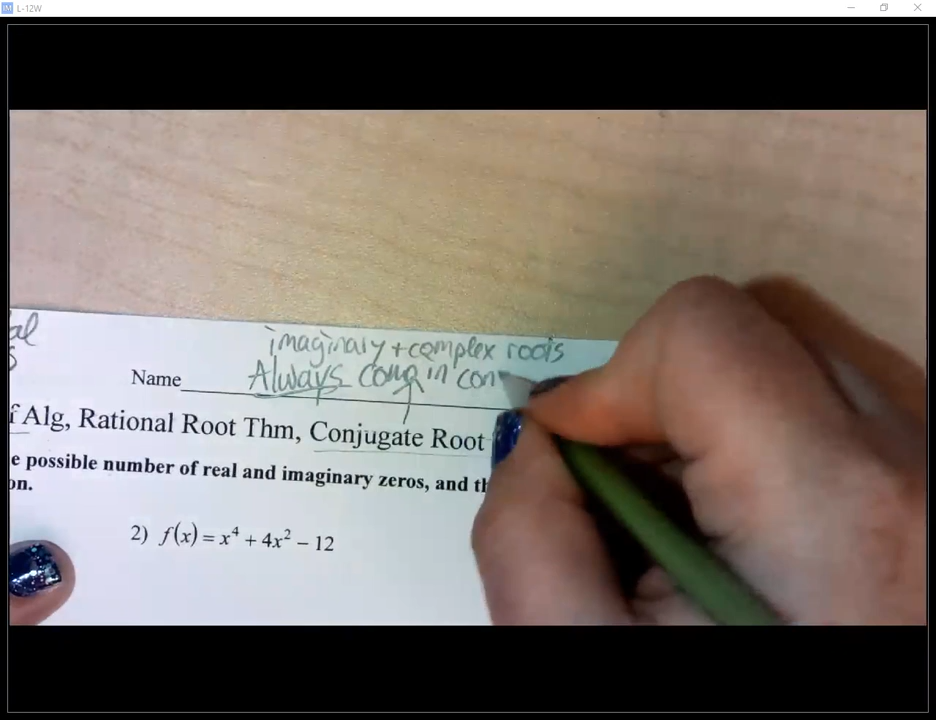 L-12W
al
s
imaginary + complex roots
Name Always come in con
f Alg, Rational Root Thm, Conjugate Root
e possible number of real and imaginary zeros, and th
on.
2) f(x) = x⁴ + 4x² − 12